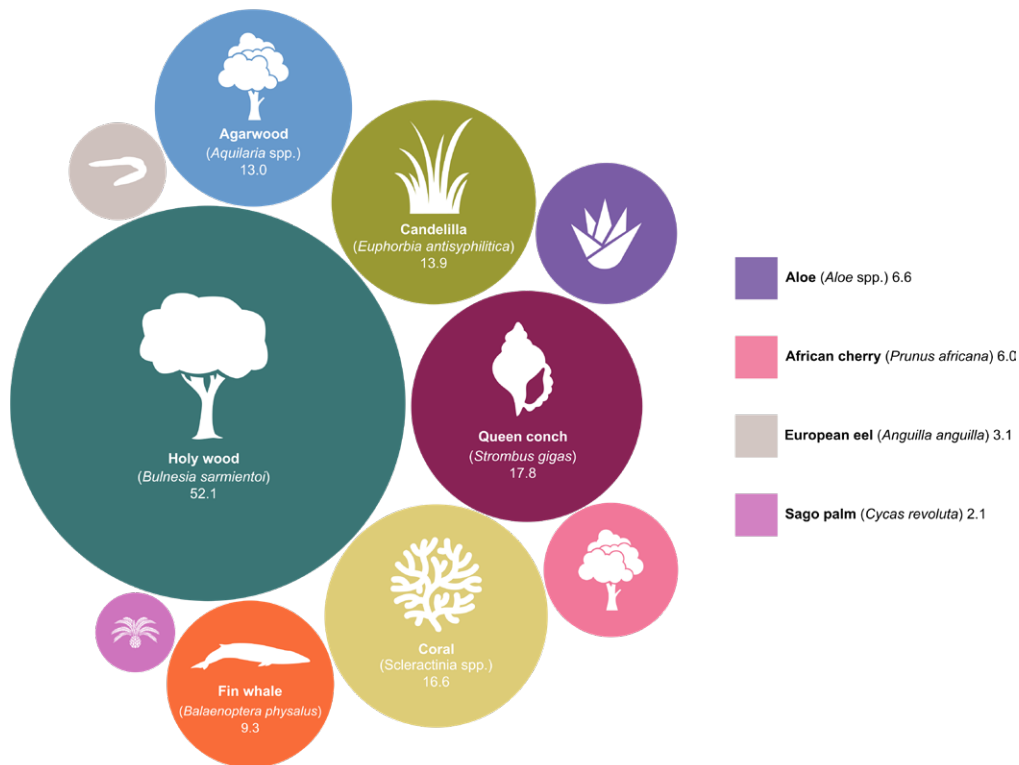 Agarwood
(Aquilaria spp.)
13.0
Candelilla
(Euphorbia antisyphilitica)
13.9
Holy wood
(Bulnesia sarmientoi)
52.1
Queen conch
(Strombus gigas)
17.8
Coral
(Scleractinia spp.)
16.6
Fin whale
(Balaenoptera physalus)
9.3
Aloe (Aloe spp.) 6.6
African cherry (Prunus africana) 6.0
European eel (Anguilla anguilla) 3.1
Sago palm (Cycas revoluta) 2.1